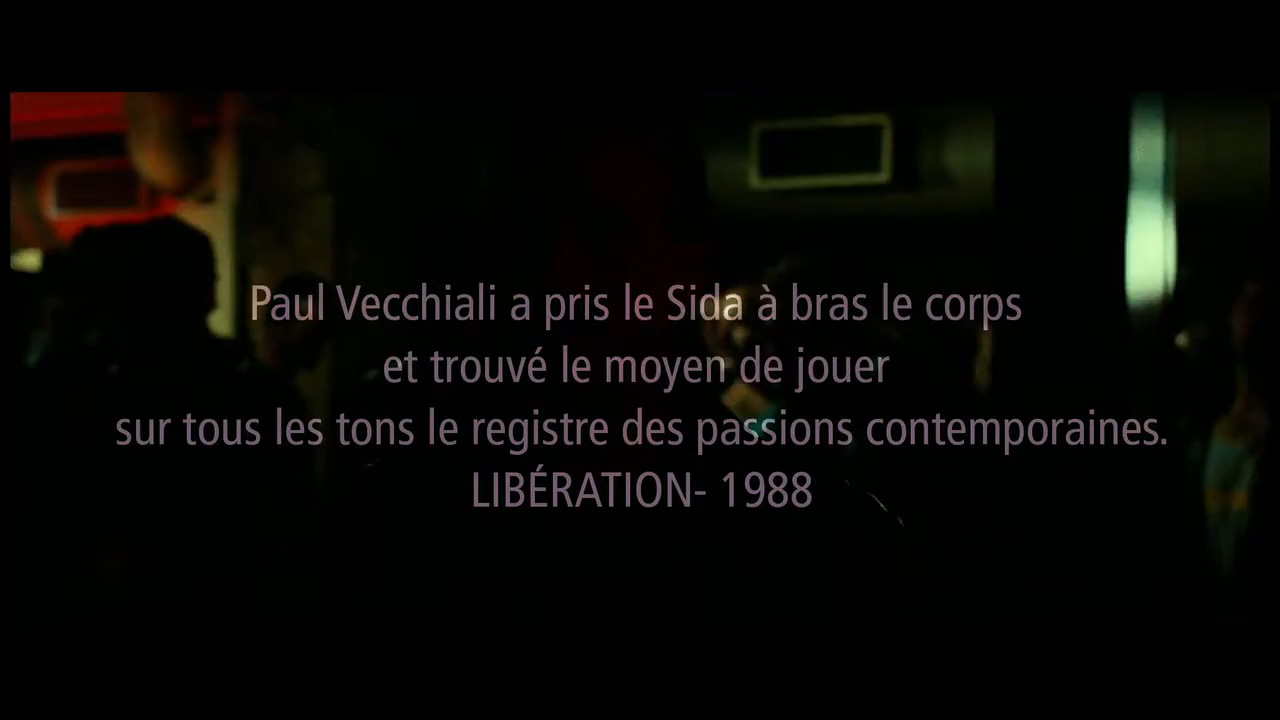 Paul Vecchiali a pris le Sida à bras le corps
et trouvé le moyen de jouer
sur tous les tons le registre des passions contemporaines.
LIBÉRATION- 1988